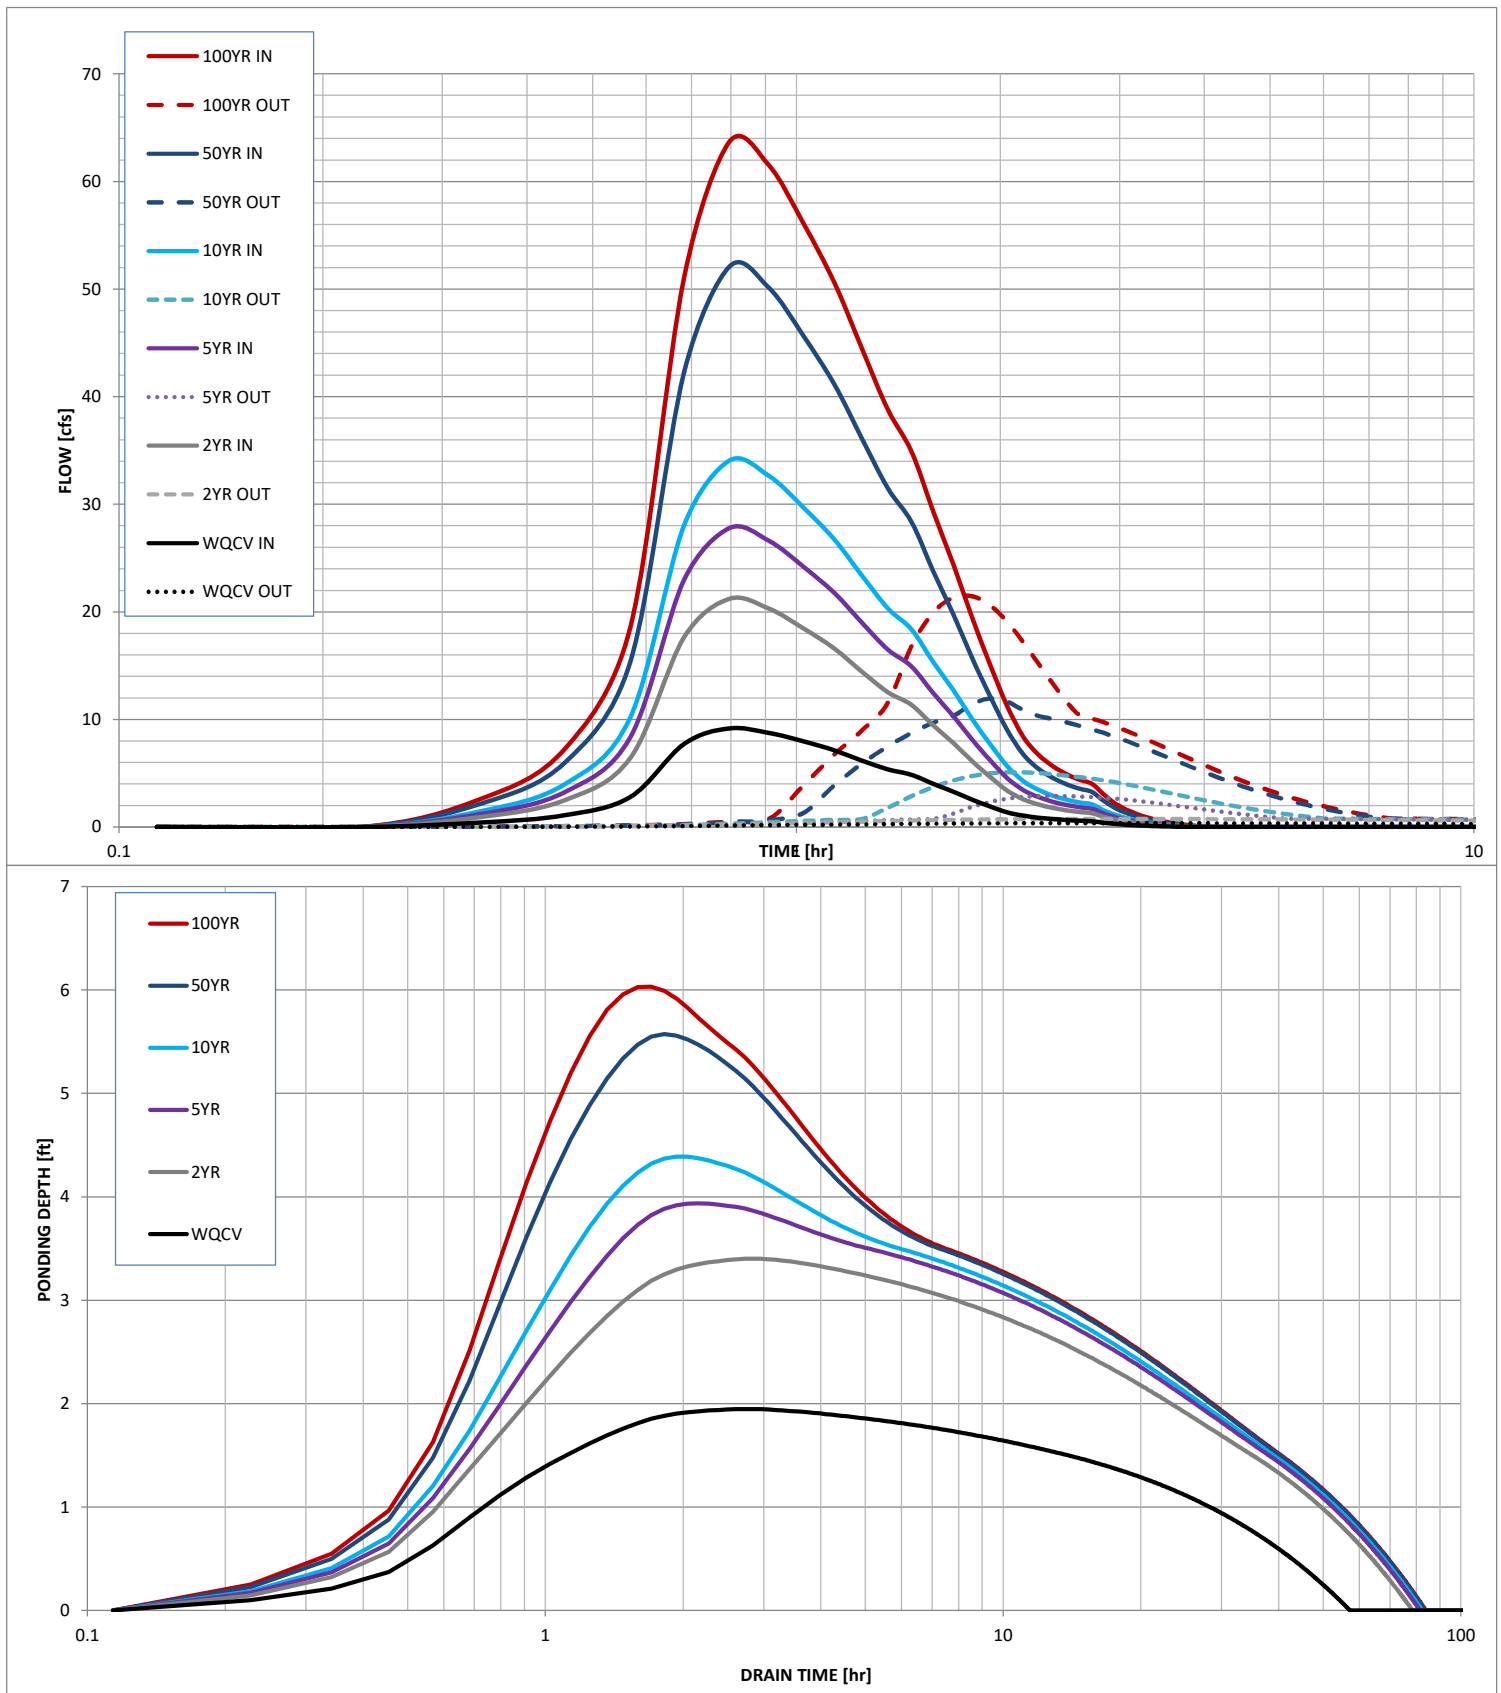 100YR IN
100YR OUT
50YR IN
50YR OUT
10YR IN
10YR OUT
5YR IN
5YR OUT
2YR IN
2YR OUT
WQCV IN
WQCV OUT
70
60
50
40
30
20
10
0
FLOW [cfs]
0.1
1
10
TIME [hr]
100YR
50YR
10YR
5YR
2YR
WQCV
7
6
5
4
3
2
1
0
PONDING DEPTH [ft]
0.1
1
10
100
DRAIN TIME [hr]